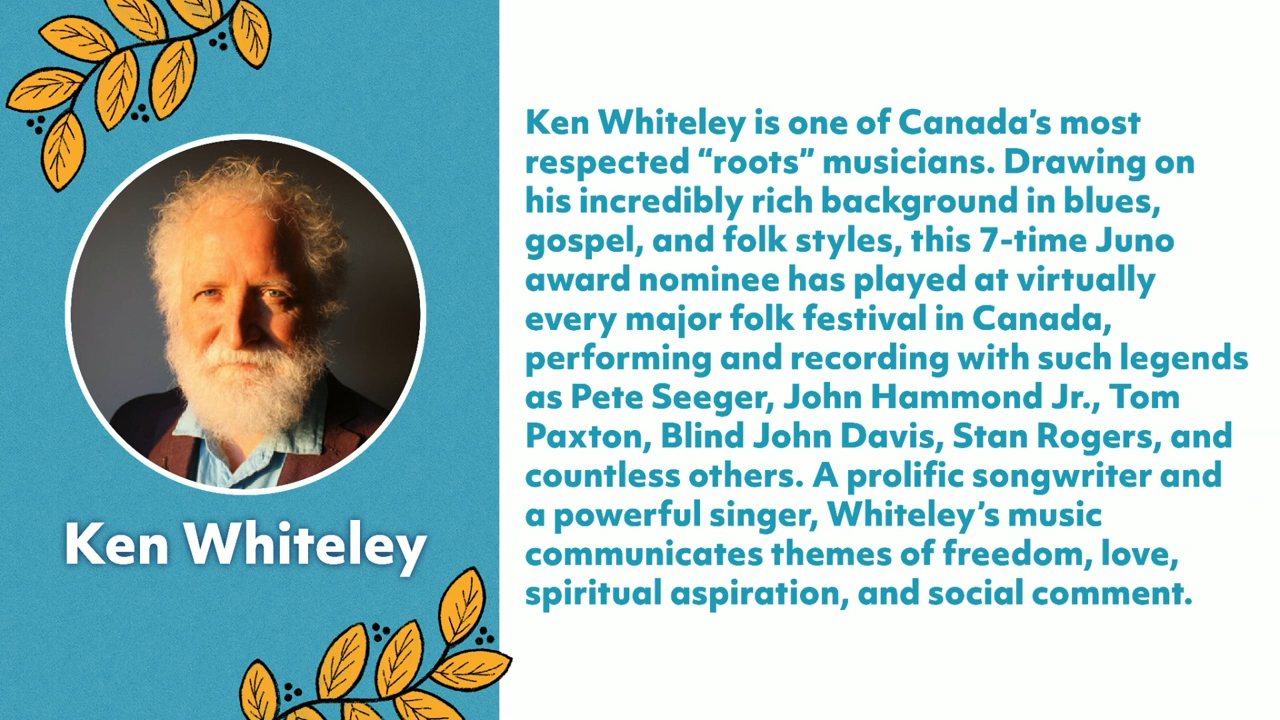 Ken Whiteley
Ken Whiteley is one of Canada’s most
respected “roots” musicians. Drawing on
his incredibly rich background in blues,
gospel, and folk styles, this 7-time Juno
award nominee has played at virtually
every major folk festival in Canada,
performing and recording with such legends
as Pete Seeger, John Hammond Jr., Tom
Paxton, Blind John Davis, Stan Rogers, and
countless others. A prolific songwriter and
a powerful singer, Whiteley’s music
communicates themes of freedom, love,
spiritual aspiration, and social comment.